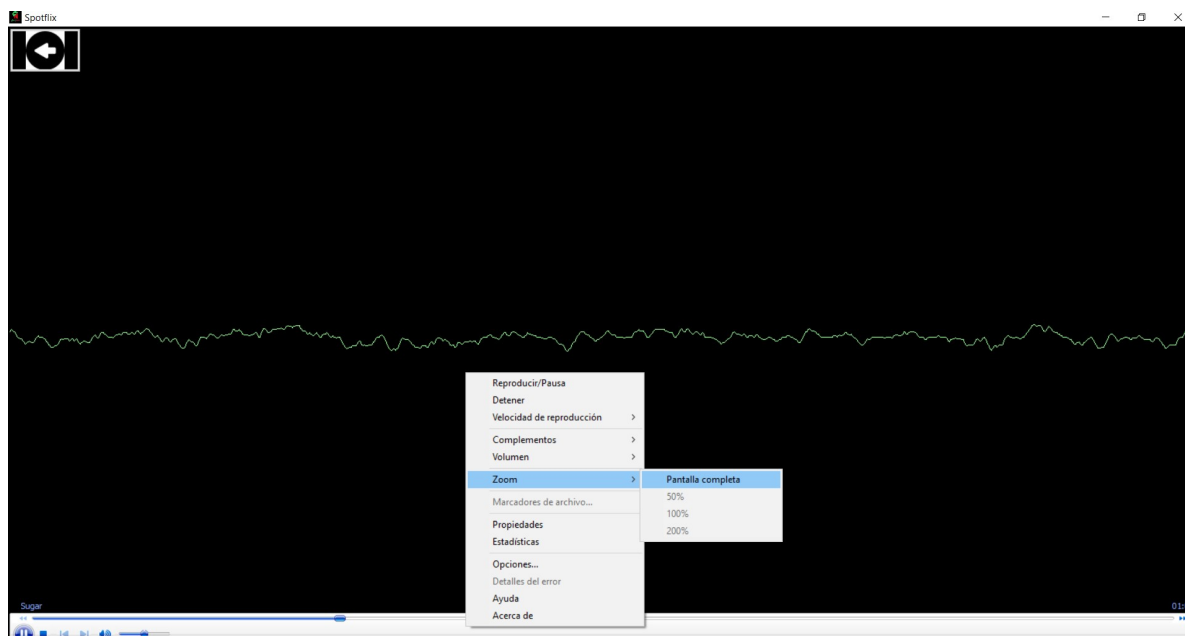 Spotflix
Reproducir/Pausa
Detener
Velocidad de reproducción
Complementos
Volumen
Zoom
Pantalla completa
Marcadores de archivo...
50%
100%
200%
Propiedades
Estadísticas
Opciones...
Detalles del error
Ayuda
Acerca de
Sugar
01: